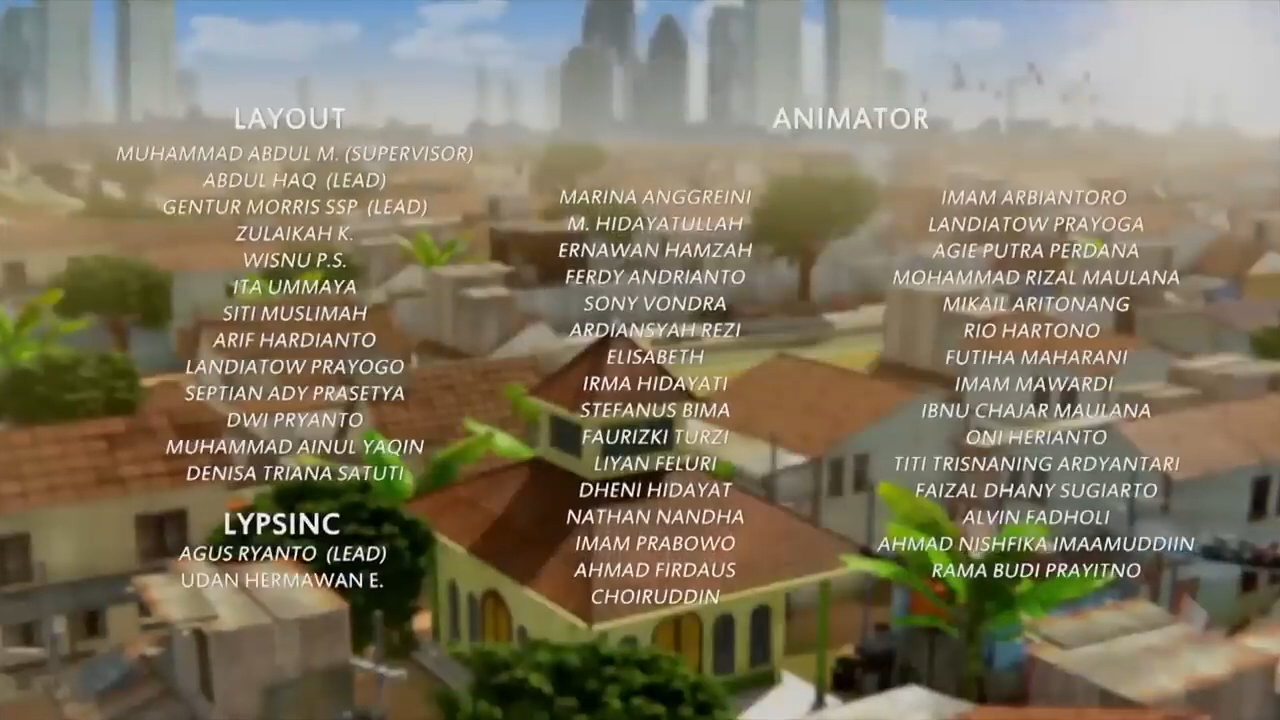 LAYOUT
MUHAMMAD ABDUL M. (SUPERVISOR)
ABDUL HAQ (LEAD)
GENTUR MORRIS SSP (LEAD)
ZULAIKAH K.
WISNU P.S.
ITA UMMAYA
SITI MUSLIMAH
ARIF HARDIANTO
LANDIATOW PRAYOGO
SEPTIAN ADY PRASETYA
DWI PRYANTO
MUHAMMAD AINUL YAQIN
DENISA TRIANA SATUTI
LYPSINC
AGUS RYANTO (LEAD)
UDAN HERMAWAN E.
ANIMATOR
MARINA ANGGREINI
M. HIDAYATULLAH
ERNAWAN HAMZAH
FERDY ANDRIANTO
SONY VONDRA
ARDIANSYAH REZI
ELISABETH
IRMA HIDAYATI
STEFANUS BIMA
FAURIZKI TURZI
LIYAN FELURI
DHENI HIDAYAT
NATHAN NANDHA
IMAM PRABOWO
AHMAD FIRDAUS
CHOIRUDDIN
IMAM ARBIANTORO
LANDIATOW PRAYOGA
AGIE PUTRA PERDANA
MOHAMMAD RIZAL MAULANA
MIKAIL ARITONANG
RIO HARTONO
FUTIHA MAHARANI
IMAM MAWARDI
IBNU CHAJAR MAULANA
ONI HERIANTO
TITI TRISNANING ARDYANTARI
FAIZAL DHANY SUGIARTO
ALVIN FADHOLI
AHMAD NISHFIKA IMAAMUDDIIN
RAMA BUDI PRAYITNO